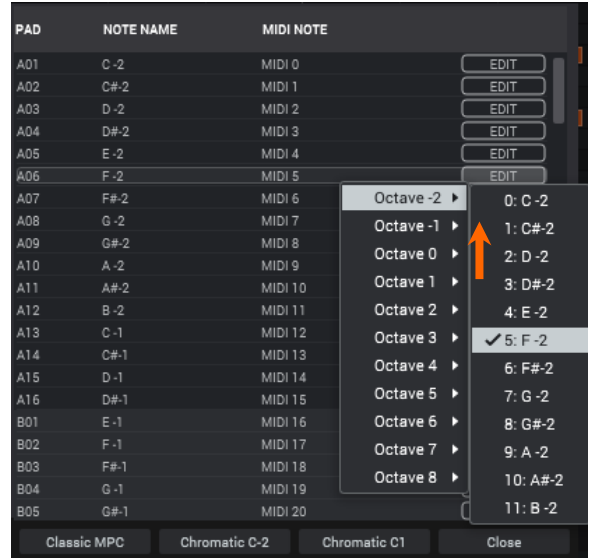 PAD NOTE NAME MIDI NOTE
A01 C -2 MIDI 0 EDIT
A02 C#-2 MIDI 1 EDIT
A03 D -2 MIDI 2 EDIT
A04 D#-2 MIDI 3 EDIT
A05 E -2 MIDI 4 EDIT
A06 F -2 MIDI 5 EDIT
A07 F#-2 MIDI 6
A08 G -2 MIDI 7
A09 G#-2 MIDI 8
A10 A -2 MIDI 9
A11 A#-2 MIDI 10
A12 B -2 MIDI 11
A13 C -1 MIDI 12
A14 C#-1 MIDI 13
A15 D -1 MIDI 14
A16 D#-1 MIDI 15
B01 E -1 MIDI 16
B02 F -1 MIDI 17
B03 F#-1 MIDI 18
B04 G -1 MIDI 19
B05 G#-1 MIDI 20
Octave -2
Octave -1
Octave 0
Octave 1
Octave 2
Octave 3
Octave 4
Octave 5
Octave 6
Octave 7
Octave 8
0: C -2
1: C#-2
2: D -2
3: D#-2
4: E -2
5: F -2
6: F#-2
7: G -2
8: G#-2
9: A -2
10: A#-2
11: B -2
Classic MPC Chromatic C-2 Chromatic C1 Close